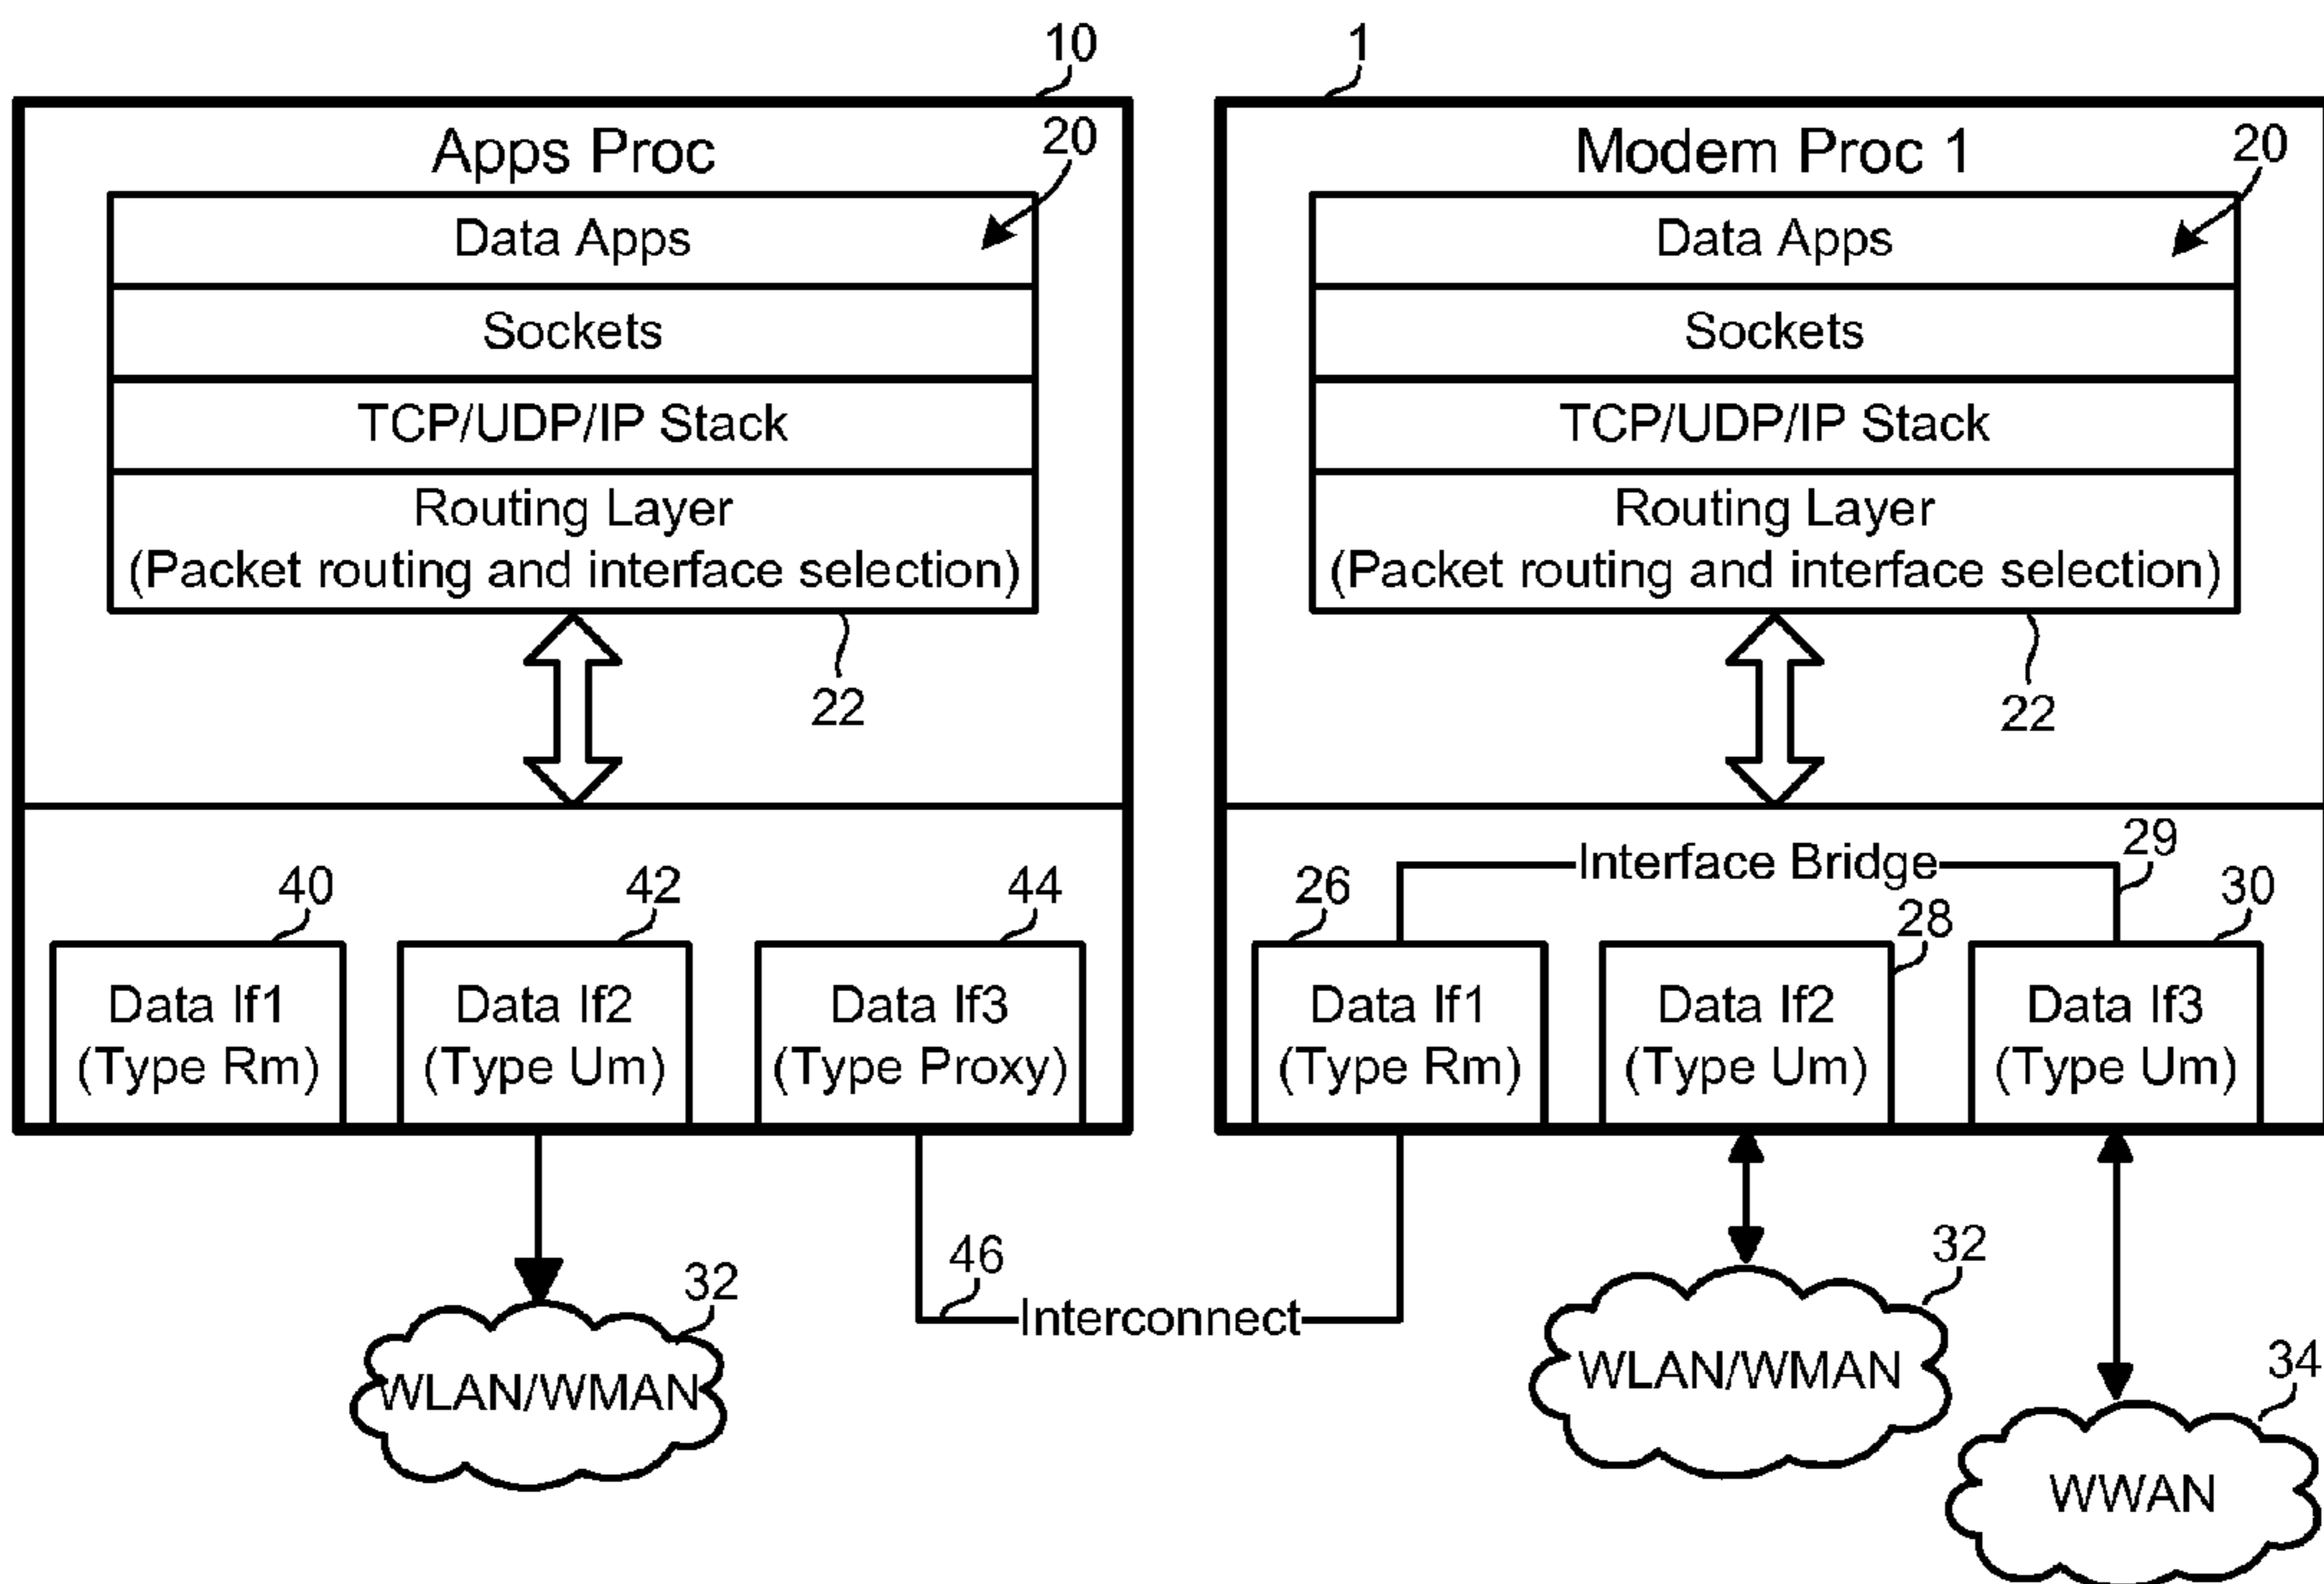 10
1
Apps Proc
20
Data Apps
Sockets
TCP/UDP/IP Stack
Routing Layer
(Packet routing and interface selection)
22
Modem Proc 1
20
Data Apps
Sockets
TCP/UDP/IP Stack
Routing Layer
(Packet routing and interface selection)
22
40
42
44
Data If1
(Type Rm)
Data If2
(Type Um)
Data If3
(Type Proxy)
Interface Bridge
29
26
28
30
Data If1
(Type Rm)
Data If2
(Type Um)
Data If3
(Type Um)
46
Interconnect
32
WLAN/WMAN
32
WLAN/WMAN
34
WWAN